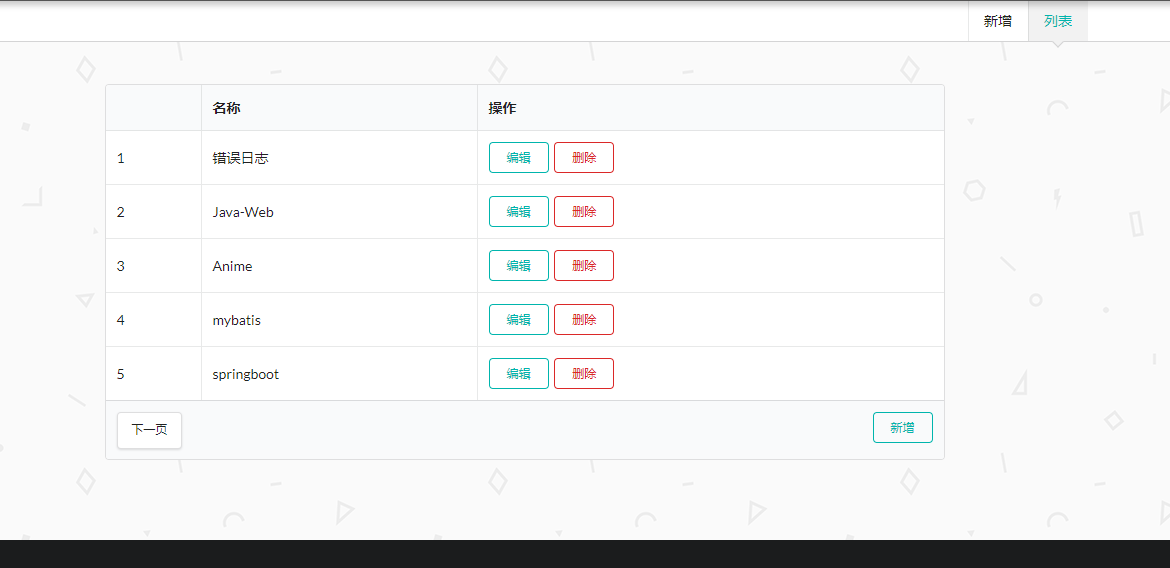 新增 列表
名称 操作
1 错误日志 编辑 删除
2 Java-Web 编辑 删除
3 Anime 编辑 删除
4 mybatis 编辑 删除
5 springboot 编辑 删除
下一页 新增